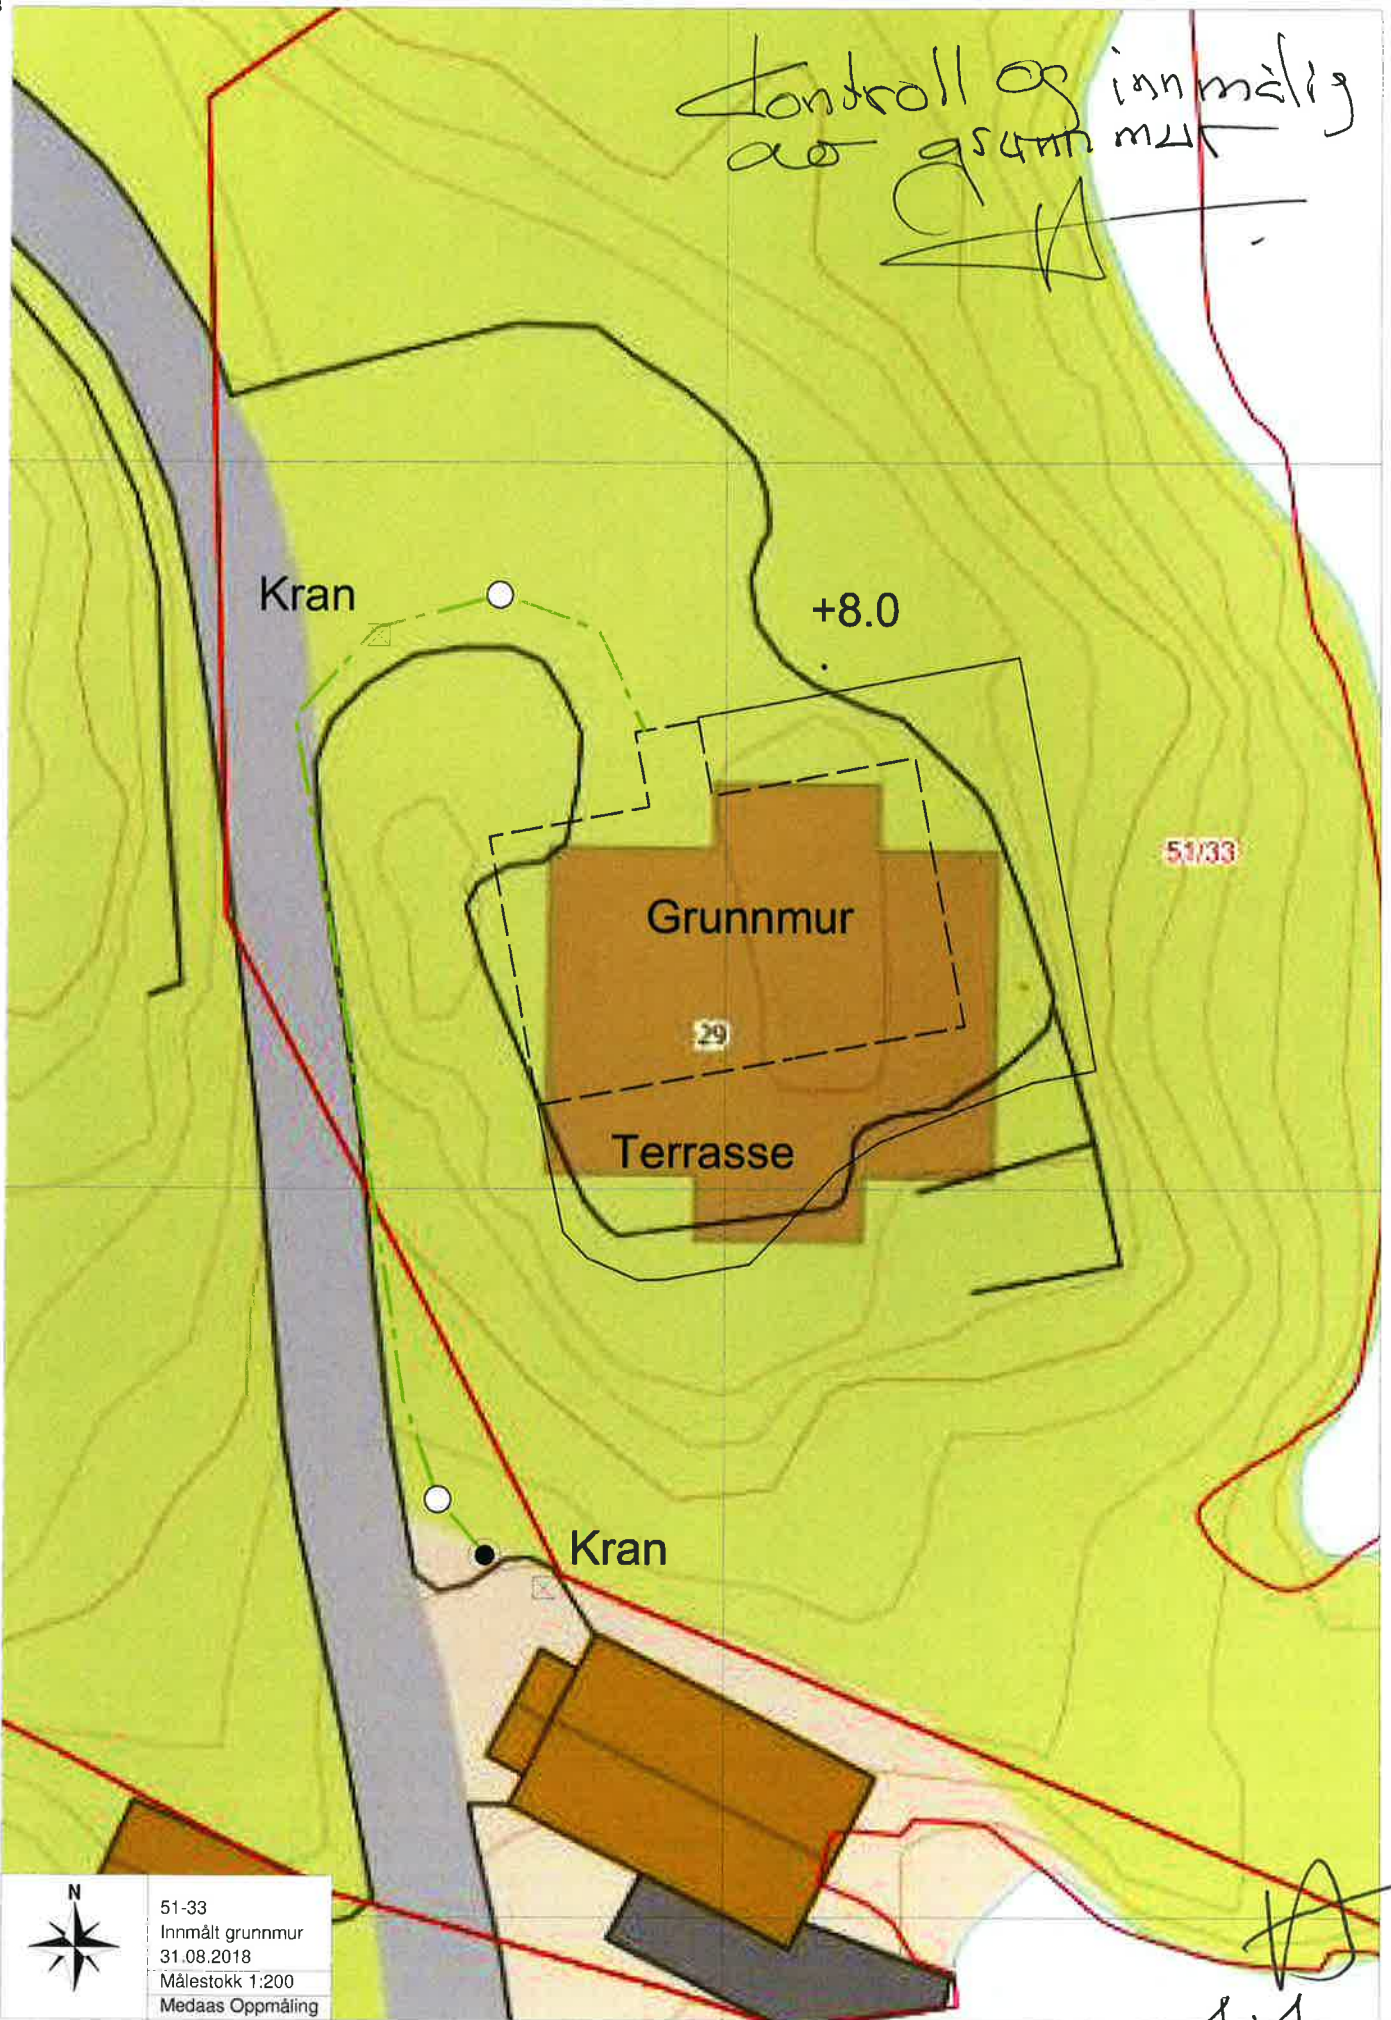 Kontroll og innmålig
av grunnmur
Kran
+8.0
51/33
Grunnmur
29
Terrasse
Kran
N
51-33
Innmålt grunnmur
31.08.2018
Målestokk 1:200
Medaas Oppmåling